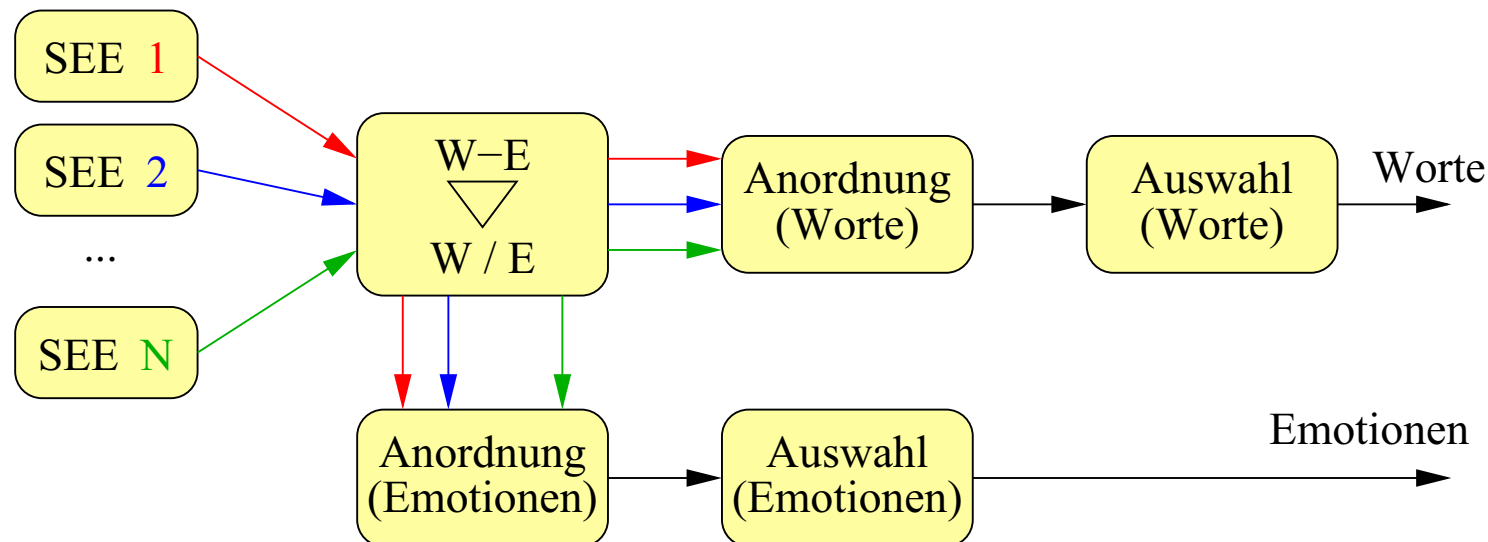 SEE 1
SEE 2
...
SEE N
W−E
W / E
Anordnung
(Worte)
Auswahl
(Worte)
Worte
Anordnung
(Emotionen)
Auswahl
(Emotionen)
Emotionen